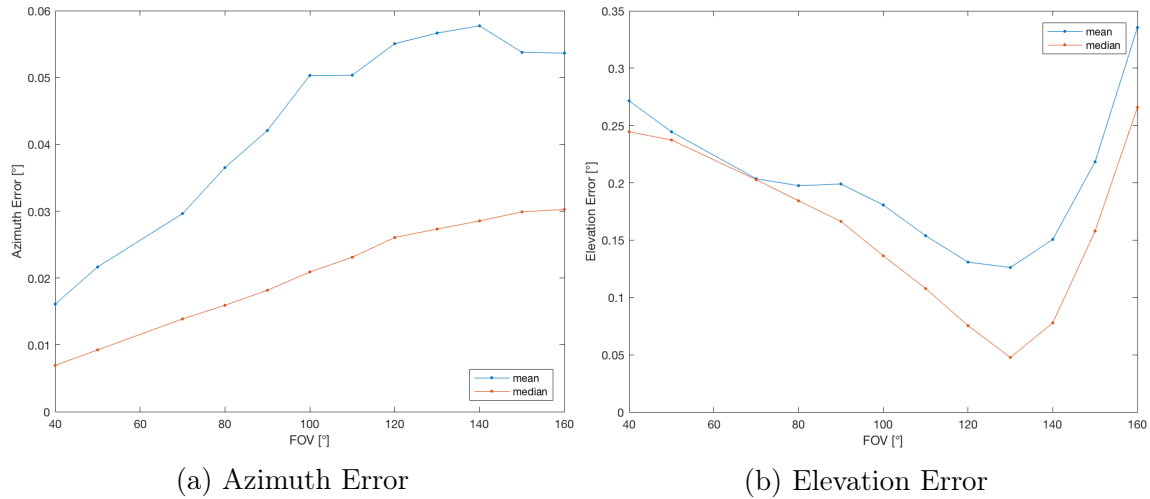 0.06
0.05
0.04
0.03
0.02
0.01
0
Azimuth Error [°]
mean
median
40 60 80 100 120 140 160
FOV [°]
(a) Azimuth Error
0.35
0.3
0.25
0.2
0.15
0.1
0.05
0
Elevation Error [°]
mean
median
40 60 80 100 120 140 160
FOV [°]
(b) Elevation Error